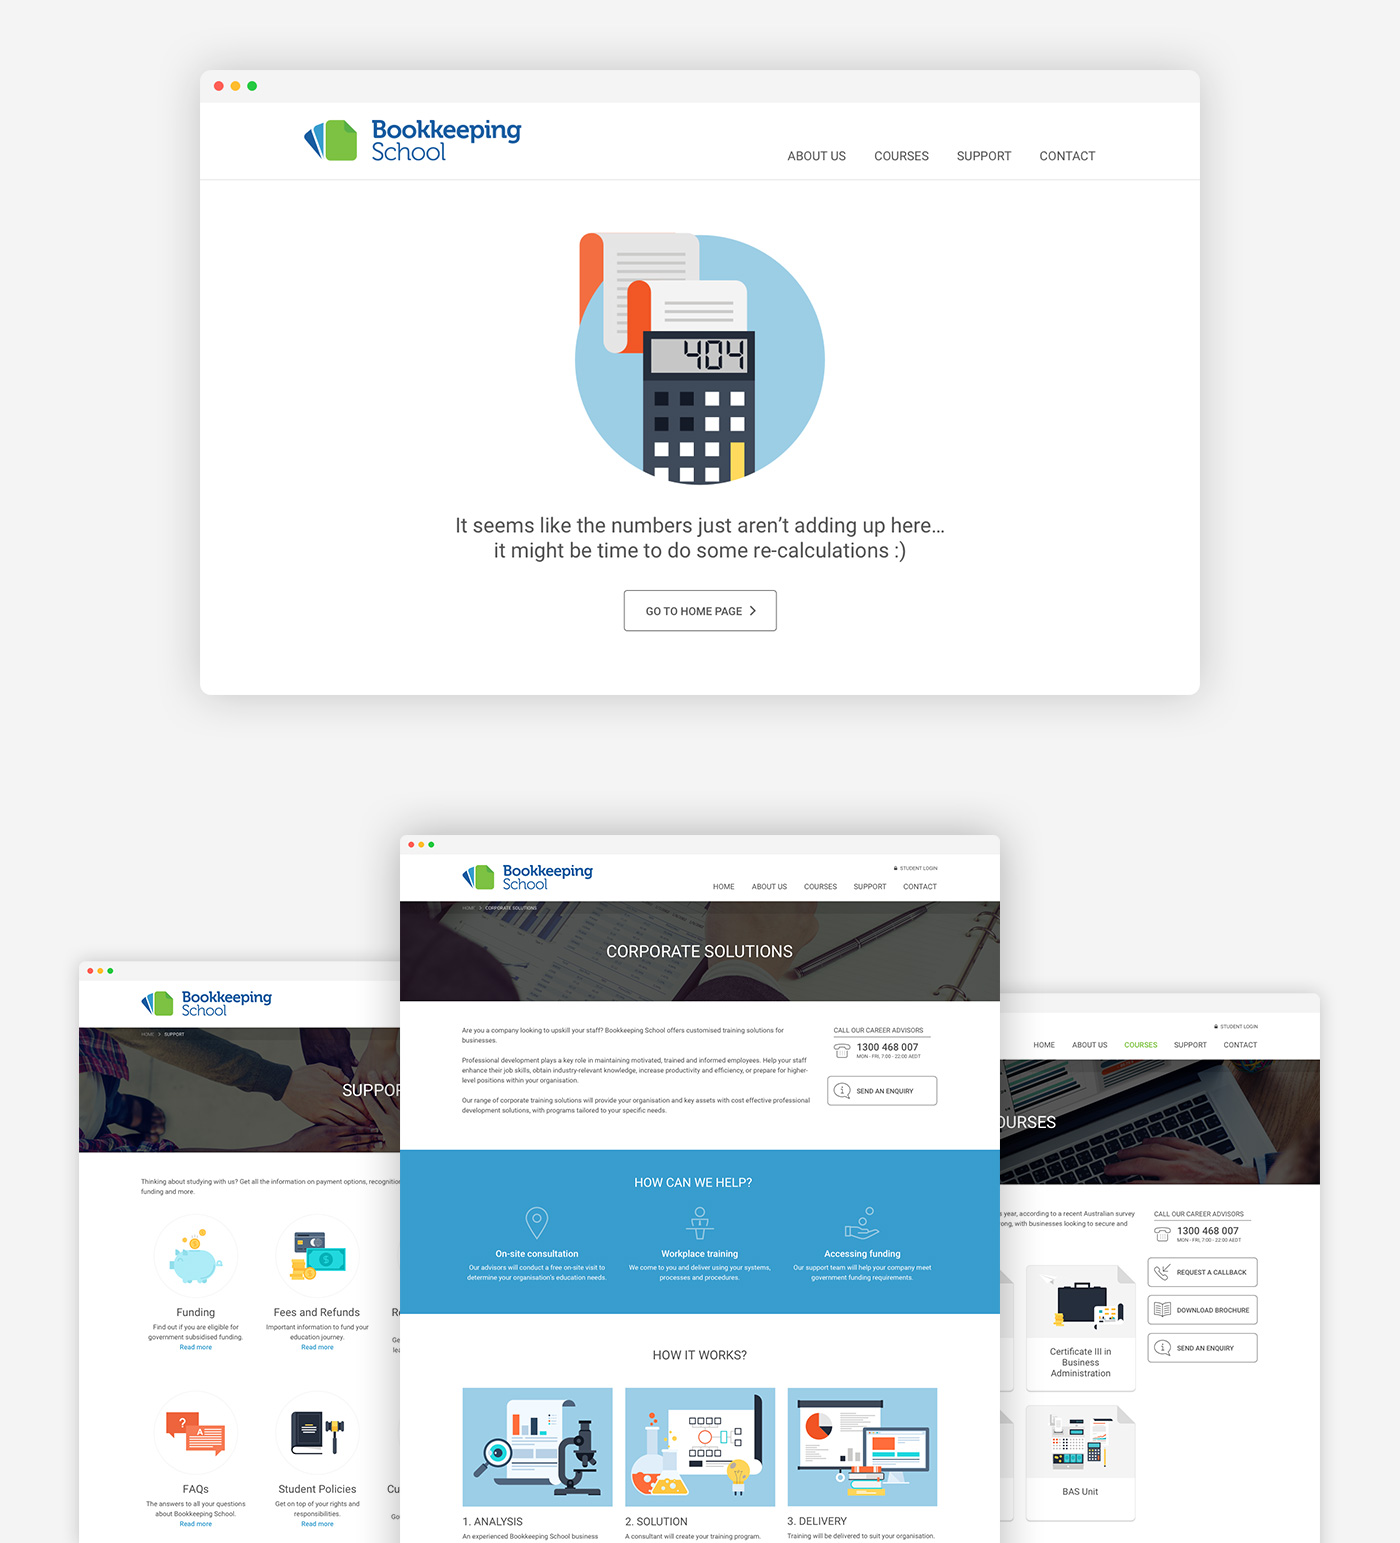 Bookkeeping
School
ABOUT US COURSES SUPPORT CONTACT
404
It seems like the numbers just aren't adding up here...
it might be time to do some re-calculations :)
GO TO HOME PAGE
Bookkeeping
School
STUDENT LOGIN
HOME ABOUT US COURSES SUPPORT CONTACT
HOME > CORPORATE SOLUTIONS
CORPORATE SOLUTIONS
Are you a company looking to upskill your staff? Bookkeeping School offers customised training solutions for
businesses.
Professional development plays a key role in maintaining motivated, trained and informed employees. Help your staff
enhance their job skills, obtain industry-relevant knowledge, increase productivity and efficiency, or prepare for higher-
level positions within your organisation.
Our range of corporate training solutions will provide your organisation and key assets with cost effective professional
development solutions, with programs tailored to your specific needs.
CALL OUR CAREER ADVISORS
1300 468 007
MON - FRI, 7:00 - 22:00 AEDT
SEND AN ENQUIRY
HOW CAN WE HELP?
On-site consultation
Our advisors will conduct a free on-site visit to
determine your organisation's education needs.
Workplace training
We come to you and deliver using your systems,
processes and procedures.
Accessing funding
Our support team will help your company meet
government funding requirements.
HOW IT WORKS?
1. ANALYSIS
An experienced Bookkeeping School business
2. SOLUTION
A consultant will create your training program.
3. DELIVERY
Training will be delivered to suit your organisation.
Bookkeeping
School
HOME > SUPPORT
SUPPOR
Thinking about studying with us? Get all the information on payment options, recognition
funding and more.
Funding
Find out if you are eligible for
government subsidised funding.
Read more
Fees and Refunds
Important information to fund your
education journey.
Read more
R
Ge
lea
?
A
FAQs
The answers to all your questions
about Bookkeeping School.
Read more
Student Policies
Get on top of your rights and
responsibilities.
Read more
Cu
Go
STUDENT LOGIN
HOME ABOUT US COURSES SUPPORT CONTACT
OURSES
s year, according to a recent Australian survey
ong, with businesses looking to secure and
CALL OUR CAREER ADVISORS
1300 468 007
MON - FRI, 7:00 - 22:00 AEDT
REQUEST A CALLBACK
DOWNLOAD BROCHURE
SEND AN ENQUIRY
Certificate III in
Business
Administration
BAS Unit